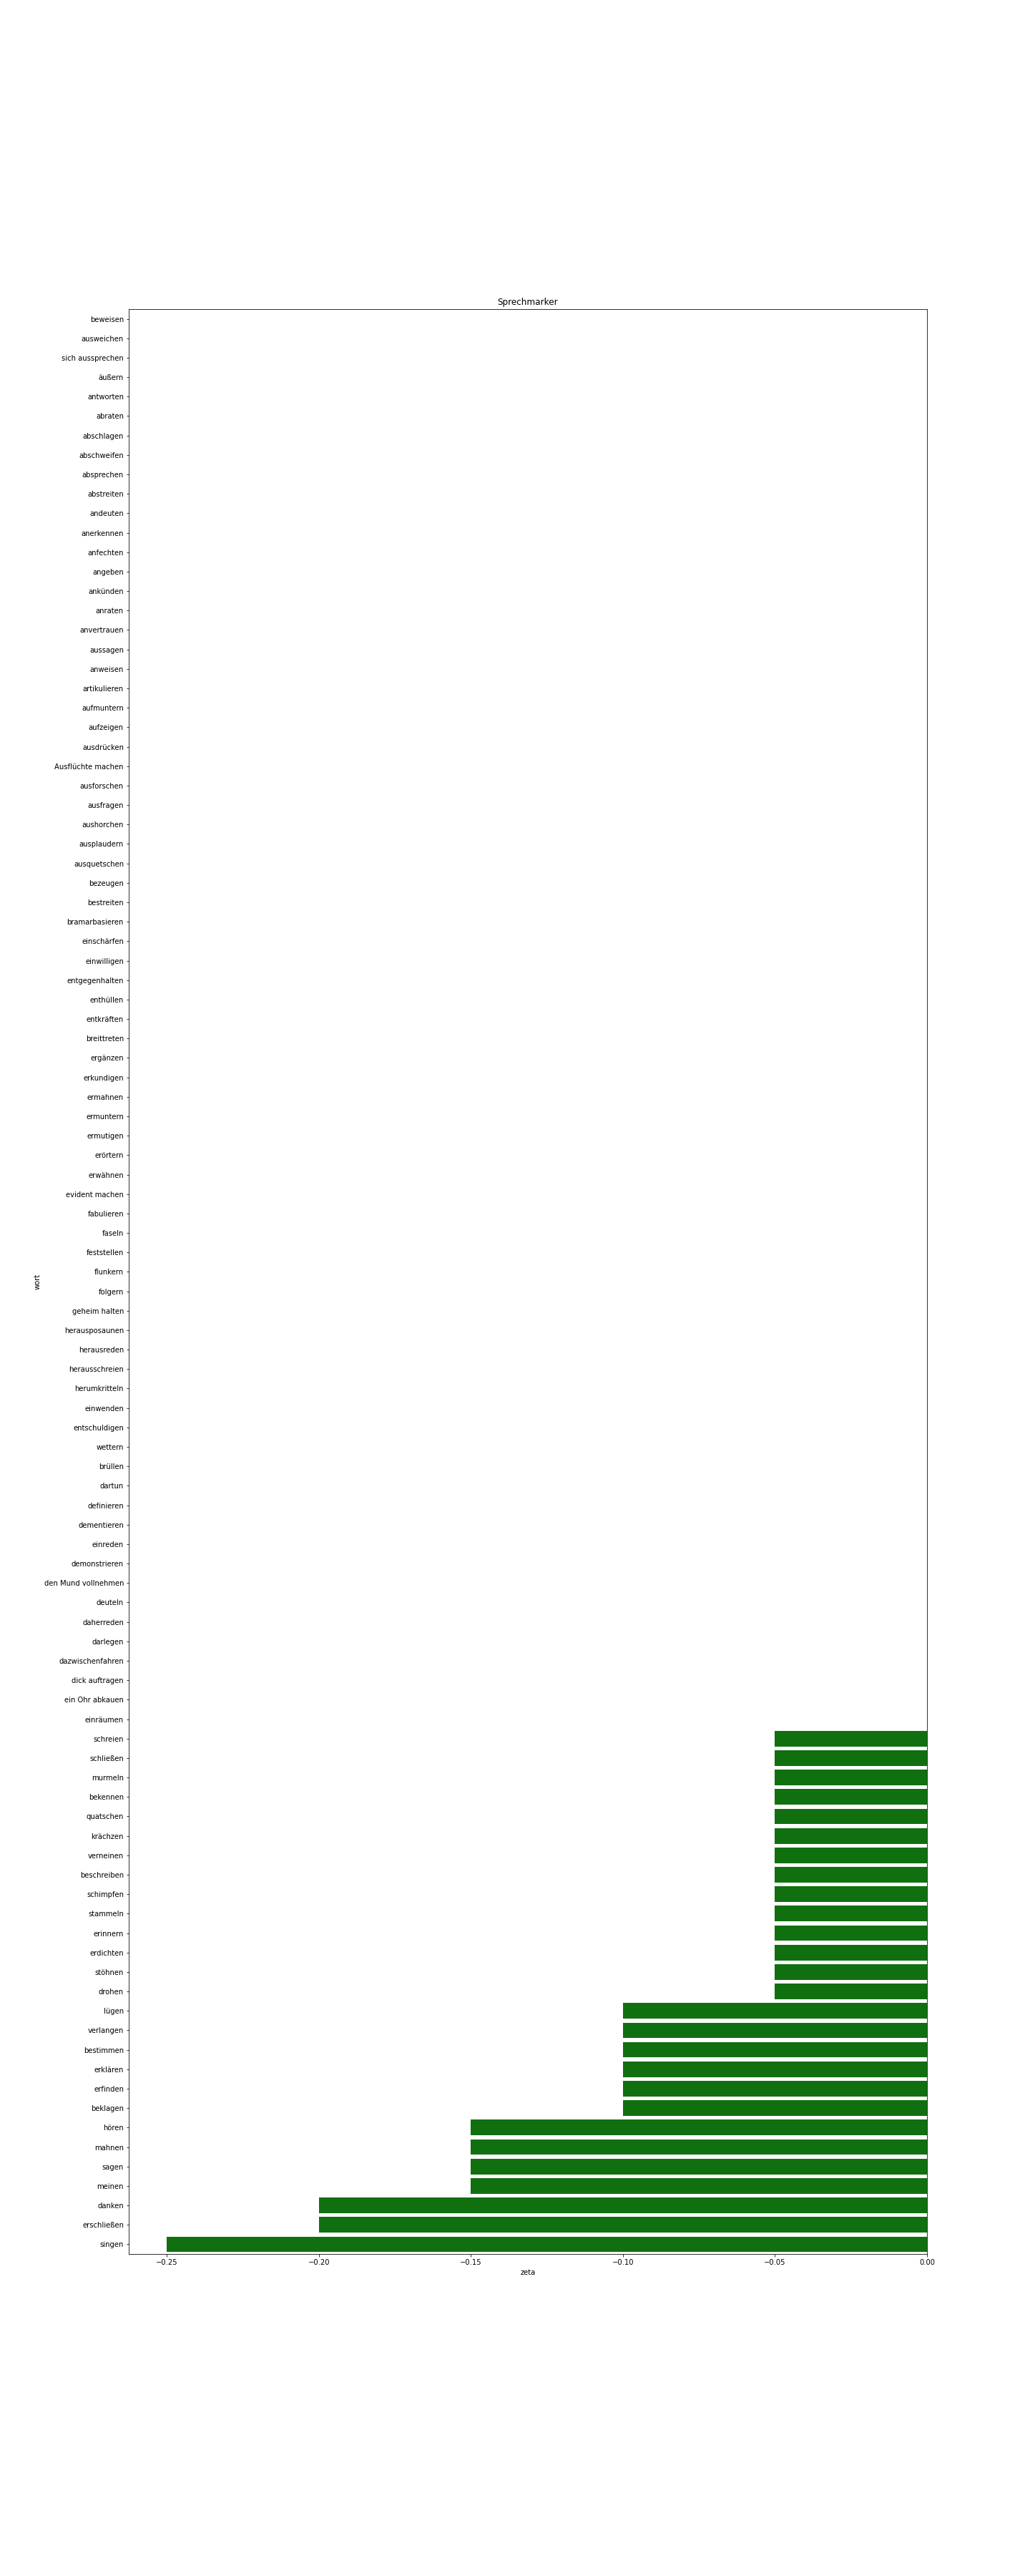 Sprechmarker
beweisen
ausweichen
sich aussprechen
äußern
antworten
abraten
abschlagen
abschweifen
absprechen
abstreiten
andeuten
anerkennen
anfechten
angeben
ankünden
anraten
anvertrauen
aussagen
anweisen
artikulieren
aufmuntern
aufzeigen
ausdrücken
Ausflüchte machen
ausforschen
ausfragen
aushorchen
ausplaudern
ausquetschen
bezeugen
bestreiten
bramarbasieren
einschärfen
einwilligen
entgegenhalten
enthüllen
entkräften
breittreten
ergänzen
erkundigen
ermahnen
ermuntern
ermutigen
erörtern
erwähnen
evident machen
fabulieren
faseln
feststellen
flunkern
folgern
geheim halten
herausposaunen
herausreden
herausschreien
herumkritteln
einwenden
entschuldigen
wettern
brüllen
dartun
definieren
dementieren
einreden
demonstrieren
den Mund vollnehmen
deuteln
daherreden
darlegen
dazwischenfahren
dick auftragen
ein Ohr abkauen
einräumen
schreien
schließen
murmeln
bekennen
quatschen
krächzen
verneinen
beschreiben
schimpfen
stammeln
erinnern
erdichten
stöhnen
drohen
lügen
verlangen
bestimmen
erklären
erfinden
beklagen
hören
mahnen
sagen
meinen
danken
erschließen
singen
wort
−0.25 −0.20 −0.15 −0.10 −0.05 0.00
zeta